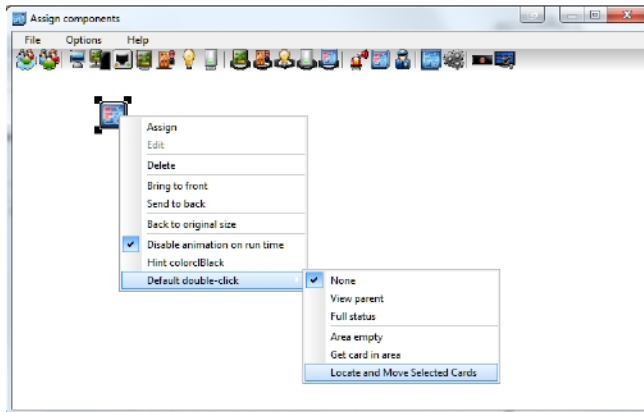 Assign components
File Options Help
Assign
Edit
Delete
Bring to front
Send to back
Back to original size
Disable animation on run time
Hint colorclBlack
Default double-click
None
View parent
Full status
Area empty
Get card in area
Locate and Move Selected Cards